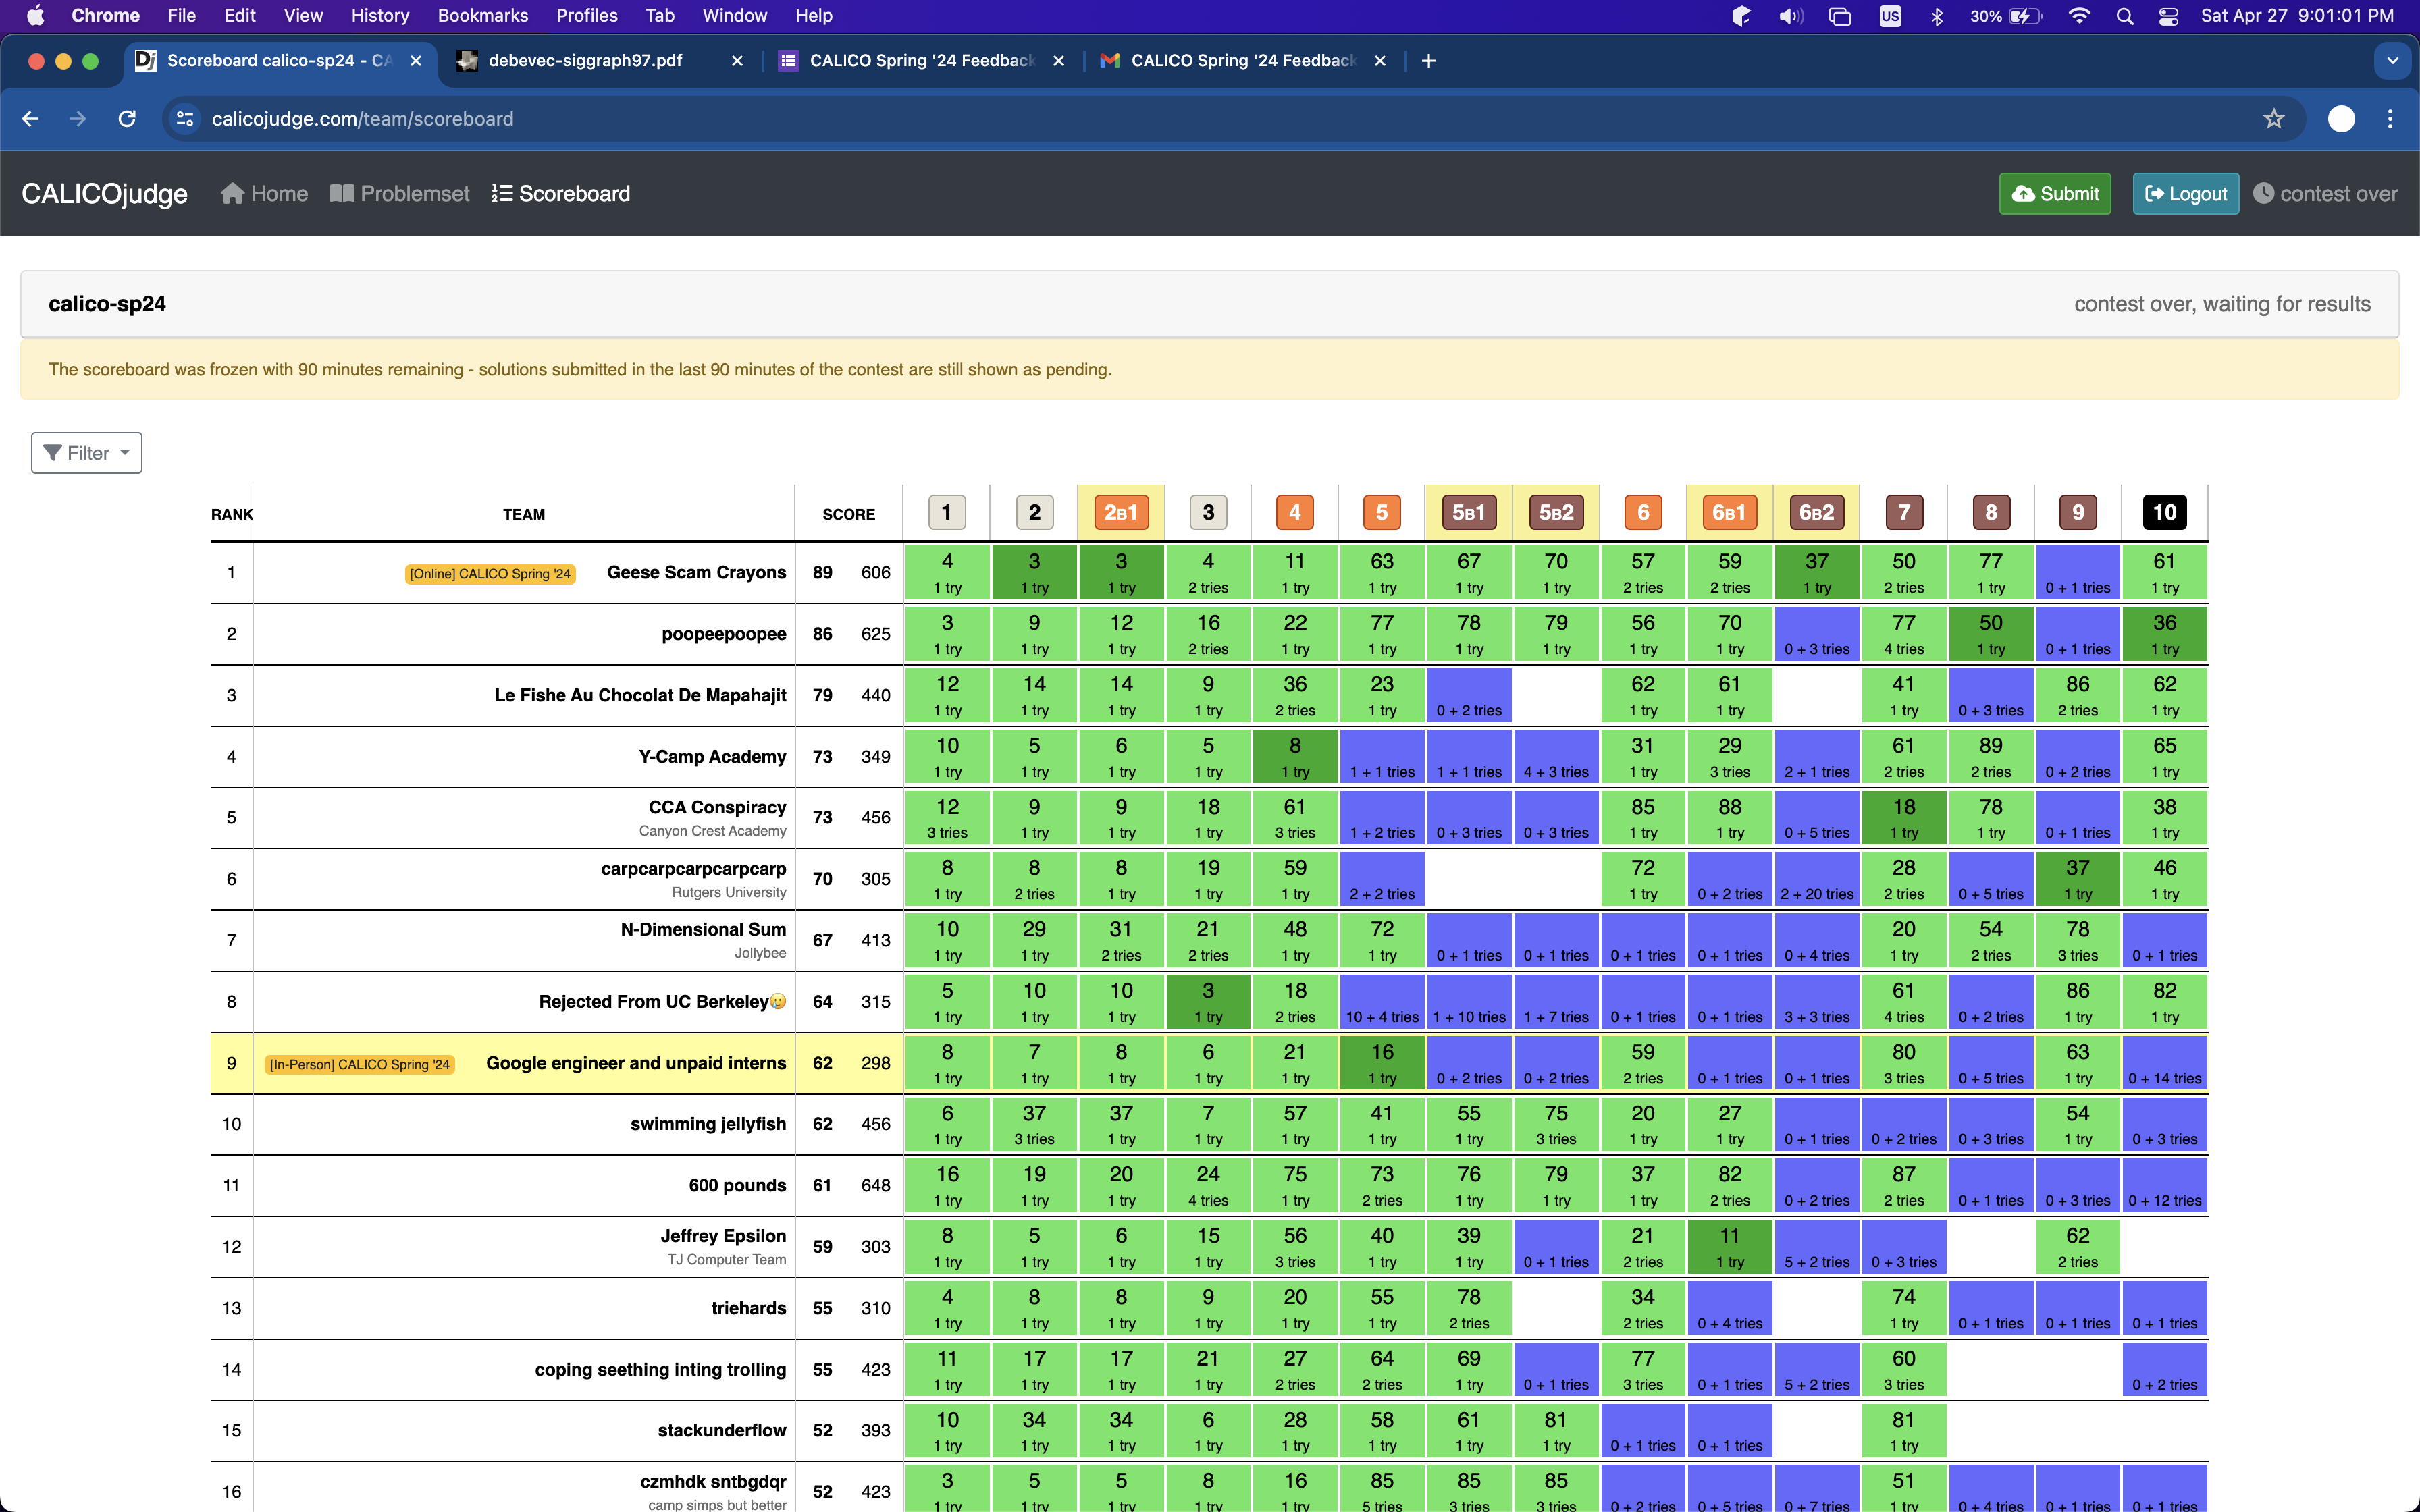 Chrome File Edit View History Bookmarks Profiles Tab Window Help US 30% Sat Apr 27 9:01:01 PM
Scoreboard calico-sp24 - CA debevec-siggraph97.pdf CALICO Spring '24 Feedback CALICO Spring '24 Feedback
calicojudge.com/team/scoreboard
CALICOjudge Home Problemset Scoreboard Submit Logout contest over
calico-sp24 contest over, waiting for results
The scoreboard was frozen with 90 minutes remaining - solutions submitted in the last 90 minutes of the contest are still shown as pending.
Filter
RANK TEAM SCORE 1 2 2B1 3 4 5 5B1 5B2 6 6B1 6B2 7 8 9 10
4 3 3 4 11 63 67 70 57 59 37 50 77 61
1 [Online] CALICO Spring '24 Geese Scam Crayons 89 606
1 try 1 try 1 try 2 tries 1 try 1 try 1 try 1 try 2 tries 2 tries 1 try 2 tries 1 try 0 + 1 tries 1 try
3 9 12 16 22 77 78 79 56 70 77 50 36
2 poopeepoopee 86 625
1 try 1 try 1 try 2 tries 1 try 1 try 1 try 1 try 1 try 1 try 0 + 3 tries 4 tries 1 try 0 + 1 tries 1 try
12 14 14 9 36 23 62 61 41 86 62
3 Le Fishe Au Chocolat De Mapahajit 79 440
1 try 1 try 1 try 1 try 2 tries 1 try 0 + 2 tries 1 try 1 try 1 try 0 + 3 tries 2 tries 1 try
10 5 6 5 8 31 29 61 89 65
4 Y-Camp Academy 73 349
1 try 1 try 1 try 1 try 1 try 1 + 1 tries 1 + 1 tries 4 + 3 tries 1 try 3 tries 2 + 1 tries 2 tries 2 tries 0 + 2 tries 1 try
CCA Conspiracy 12 9 9 18 61 85 88 18 78 38
5 73 456
Canyon Crest Academy 3 tries 1 try 1 try 1 try 3 tries 1 + 2 tries 0 + 3 tries 0 + 3 tries 1 try 1 try 0 + 5 tries 1 try 1 try 0 + 1 tries 1 try
carpcarpcarpcarpcarp 8 8 8 19 59 72 28 37 46
6 70 305
Rutgers University 1 try 2 tries 1 try 1 try 1 try 2 + 2 tries 1 try 0 + 2 tries 2 + 20 tries 2 tries 0 + 5 tries 1 try 1 try
N-Dimensional Sum 10 29 31 21 48 72 20 54 78
7 67 413
Jollybee 1 try 1 try 2 tries 2 tries 1 try 1 try 0 + 1 tries 0 + 1 tries 0 + 1 tries 0 + 1 tries 0 + 4 tries 1 try 2 tries 3 tries 0 + 1 tries
5 10 10 3 18 61 86 82
8 Rejected From UC Berkeley🥲 64 315
1 try 1 try 1 try 1 try 2 tries 10 + 4 tries 1 + 10 tries 1 + 7 tries 0 + 1 tries 0 + 1 tries 3 + 3 tries 4 tries 0 + 2 tries 1 try 1 try
8 7 8 6 21 16 59 80 63
9 [In-Person] CALICO Spring '24 Google engineer and unpaid interns 62 298
1 try 1 try 1 try 1 try 1 try 1 try 0 + 2 tries 0 + 2 tries 2 tries 0 + 1 tries 0 + 1 tries 3 tries 0 + 5 tries 1 try 0 + 14 tries
6 37 37 7 57 41 55 75 20 27 54
10 swimming jellyfish 62 456
1 try 3 tries 1 try 1 try 1 try 1 try 1 try 3 tries 1 try 1 try 0 + 1 tries 0 + 2 tries 0 + 3 tries 1 try 0 + 3 tries
16 19 20 24 75 73 76 79 37 82 87
11 600 pounds 61 648
1 try 1 try 1 try 4 tries 1 try 2 tries 1 try 1 try 1 try 2 tries 0 + 2 tries 2 tries 0 + 1 tries 0 + 3 tries 0 + 12 tries
Jeffrey Epsilon 8 5 6 15 56 40 39 21 11 62
12 59 303
TJ Computer Team 1 try 1 try 1 try 1 try 3 tries 1 try 1 try 0 + 1 tries 2 tries 1 try 5 + 2 tries 0 + 3 tries 2 tries
4 8 8 9 20 55 78 34 74
13 triehards 55 310
1 try 1 try 1 try 1 try 1 try 1 try 2 tries 2 tries 0 + 4 tries 1 try 0 + 1 tries 0 + 1 tries 0 + 1 tries
11 17 17 21 27 64 69 77 60
14 coping seething inting trolling 55 423
1 try 1 try 1 try 1 try 2 tries 2 tries 1 try 0 + 1 tries 3 tries 0 + 1 tries 5 + 2 tries 3 tries 0 + 2 tries
10 34 34 6 28 58 61 81 81
15 stackunderflow 52 393
1 try 1 try 1 try 1 try 1 try 1 try 1 try 1 try 0 + 1 tries 0 + 1 tries 1 try
czmhdk sntbgdqr 3 5 5 8 16 85 85 85 51
16 52 423
camp simps but better 1 try 1 try 1 try 1 try 1 try 5 tries 3 tries 3 tries 0 + 2 tries 0 + 5 tries 0 + 7 tries 1 try 0 + 4 tries 0 + 1 tries 0 + 1 tries